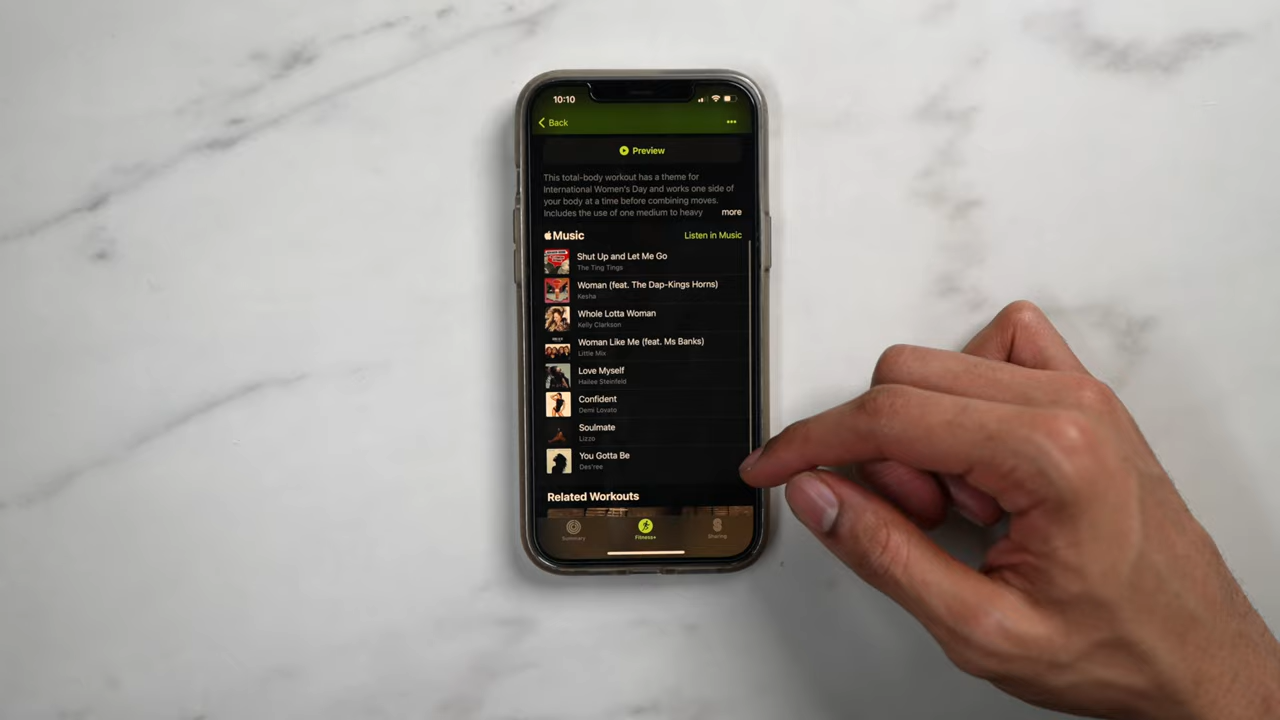 10:10
Back
Preview
This total-body workout has a theme for
International Women's Day and works one side of
your body at a time before combining moves.
Includes the use of one medium to heavy more
Music Listen in Music
Shut Up and Let Me Go
The Ting Tings
Woman (feat. The Dap-Kings Horns)
Kesha
Whole Lotta Woman
Kelly Clarkson
Woman Like Me (feat. Ms Banks)
Little Mix
Love Myself
Hailee Steinfeld
Confident
Demi Lovato
Soulmate
Lizzo
You Gotta Be
Des'ree
Related Workouts
Summary Fitness+ Sharing